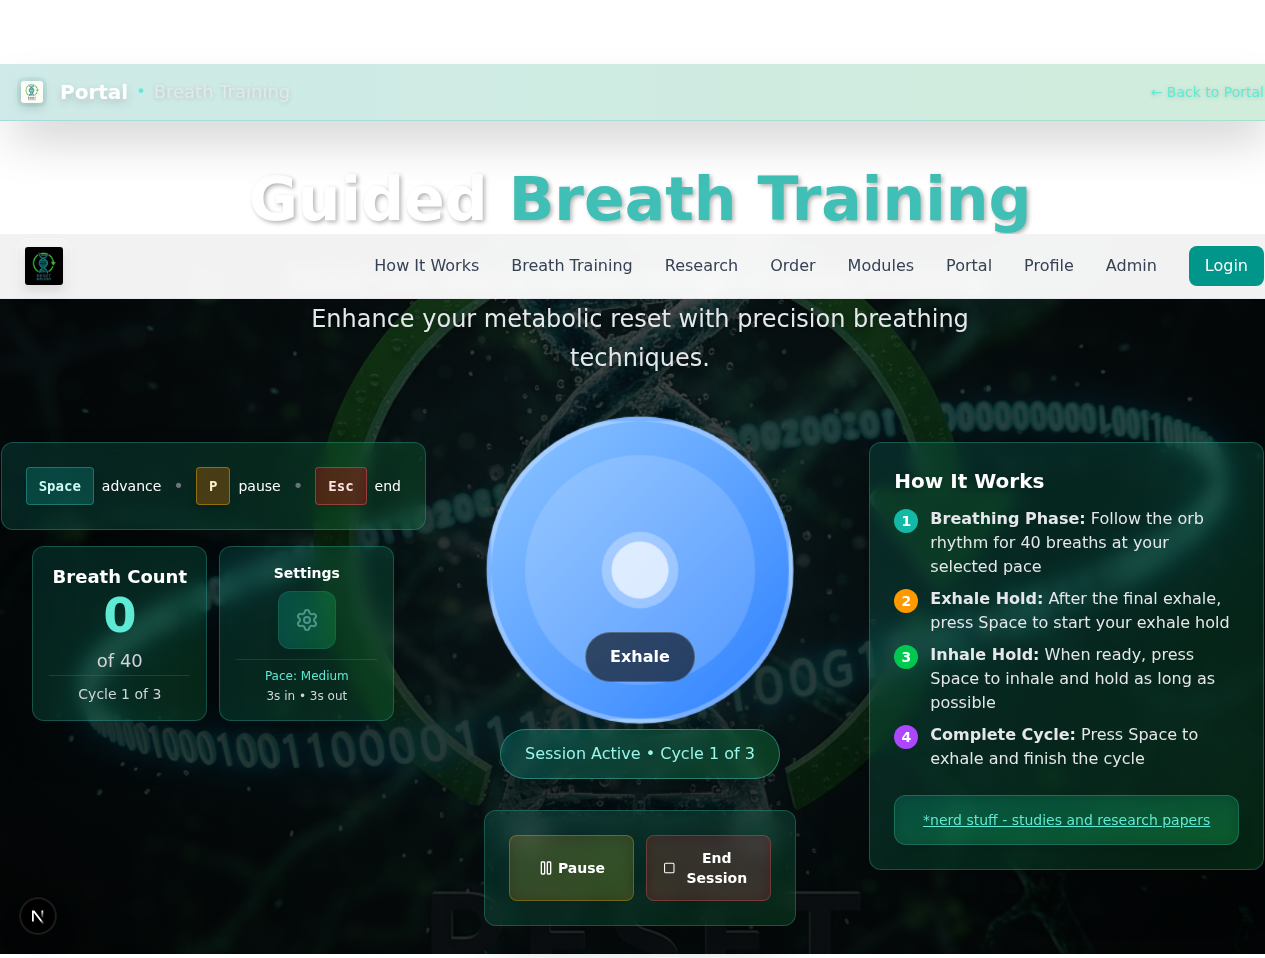 Portal • Breath Training
← Back to Portal
Guided Breath Training
How It Works
Breath Training
Research
Order
Modules
Portal
Profile
Admin
Login
Enhance your metabolic reset with precision breathing
techniques.
Space advance • P pause • Esc end
Breath Count
0
of 40
Cycle 1 of 3
Settings
Pace: Medium
3s in • 3s out
Exhale
Session Active • Cycle 1 of 3
Pause
End
Session
How It Works
1 Breathing Phase: Follow the orb
rhythm for 40 breaths at your
selected pace
2 Exhale Hold: After the final exhale,
press Space to start your exhale hold
3 Inhale Hold: When ready, press
Space to inhale and hold as long as
possible
4 Complete Cycle: Press Space to
exhale and finish the cycle
*nerd stuff - studies and research papers
N
RESET